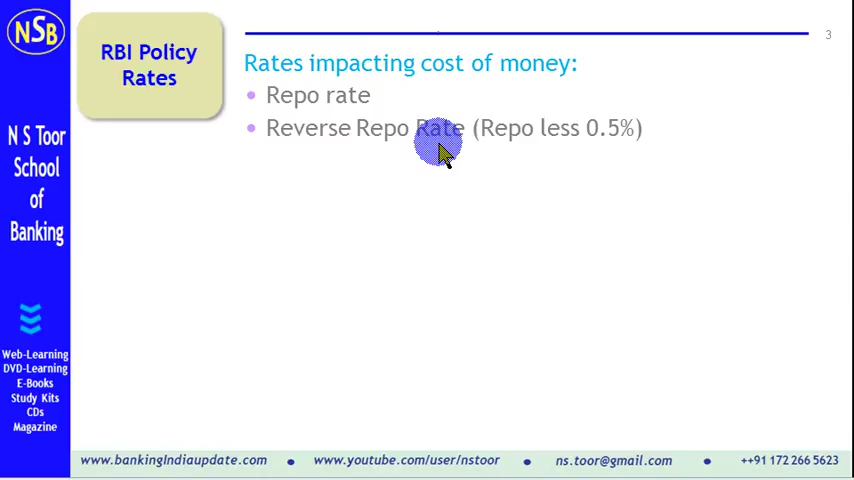 NSB
N S Toor
School
of
Banking
Web-Learning
DVD-Learning
E-Books
Study Kits
CDs
Magazine
RBI Policy
Rates
3
Rates impacting cost of money:
• Repo rate
• Reverse Repo Rate (Repo less 0.5%)
www.bankingIndiaupdate.com • www.youtube.com/user/nstoor • ns.toor@gmail.com • ++91 172 266 5623